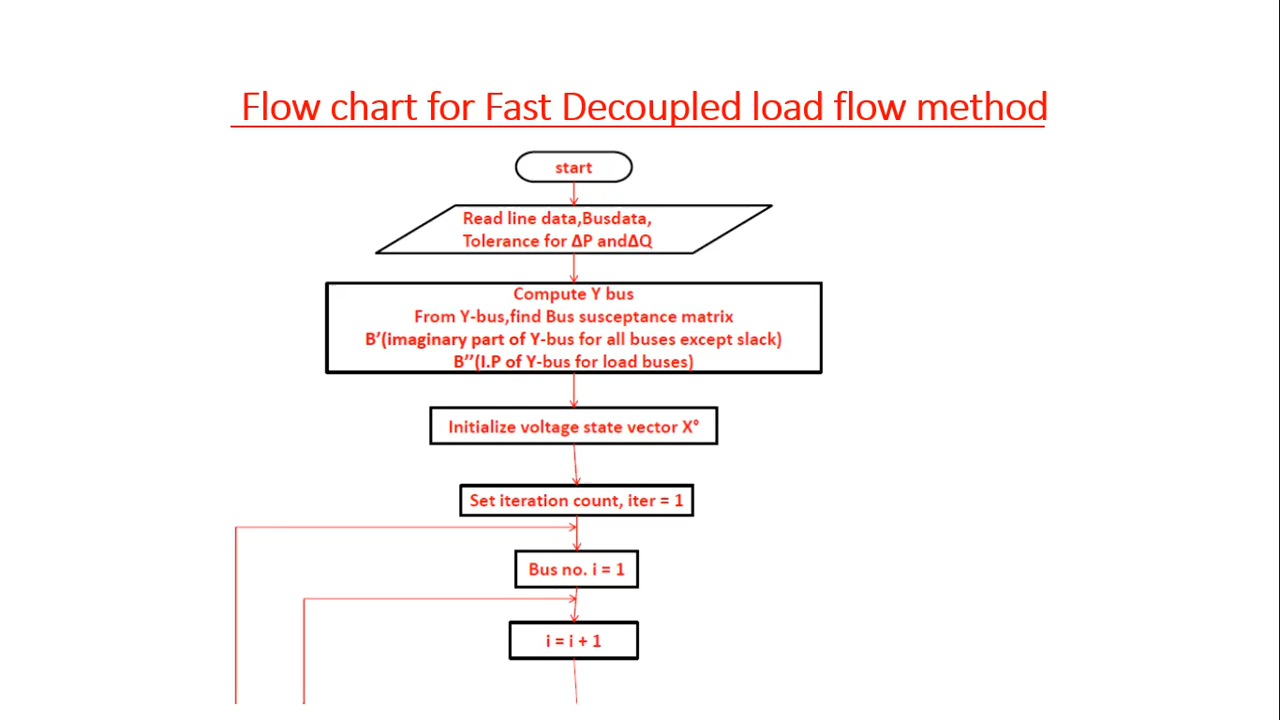 Flow chart for Fast Decoupled load flow method
start
Read line data,Busdata,
Tolerance for ΔP andΔQ
Compute Y bus
From Y-bus,find Bus susceptance matrix
B’(imaginary part of Y-bus for all buses except slack)
B’’(I.P of Y-bus for load buses)
Initialize voltage state vector X°
Set iteration count, iter = 1
Bus no. i = 1
i = i + 1